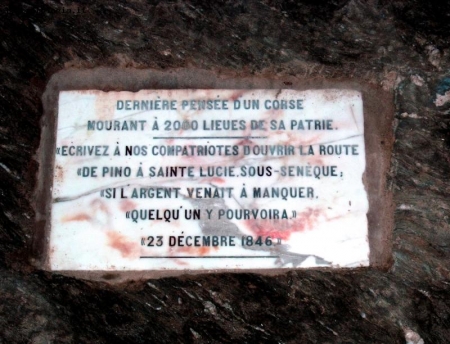 DERNIÈRE PENSÉE D'UN CORSE
MOURANT À 2000 LIEUES DE SA PATRIE.
«ECRIVEZ À NOS COMPATRIOTES D'OUVRIR LA ROUTE
«DE PINO À SAINTE LUCIE, SOUS-SENÈQUE;
«SI L'ARGENT VENAIT À MANQUER,
«QUELQU'UN Y POURVOIRA.»
«23 DÉCEMBRE 1846.»